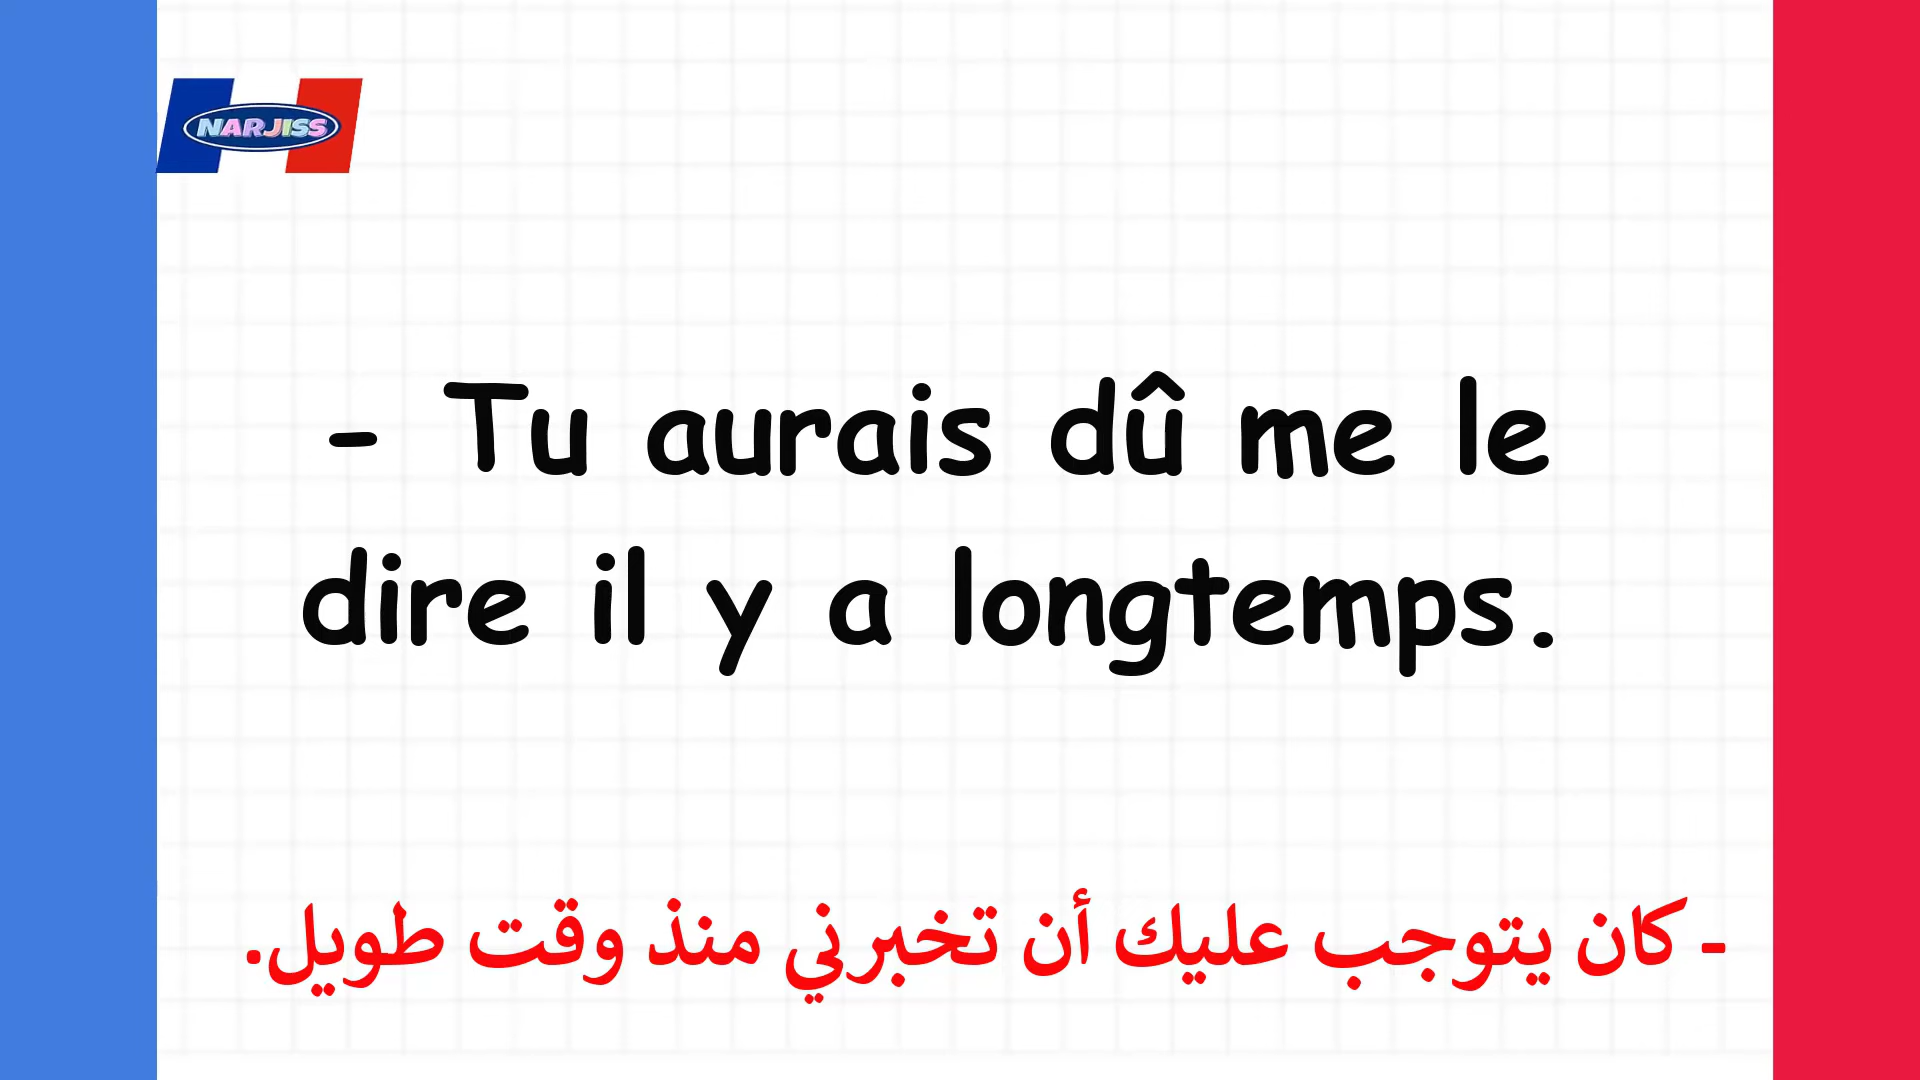 NARJISS
- Tu aurais dû me le
dire il y a longtemps.
- كان يتوجب عليك أن تخبرني منذ وقت طويل.